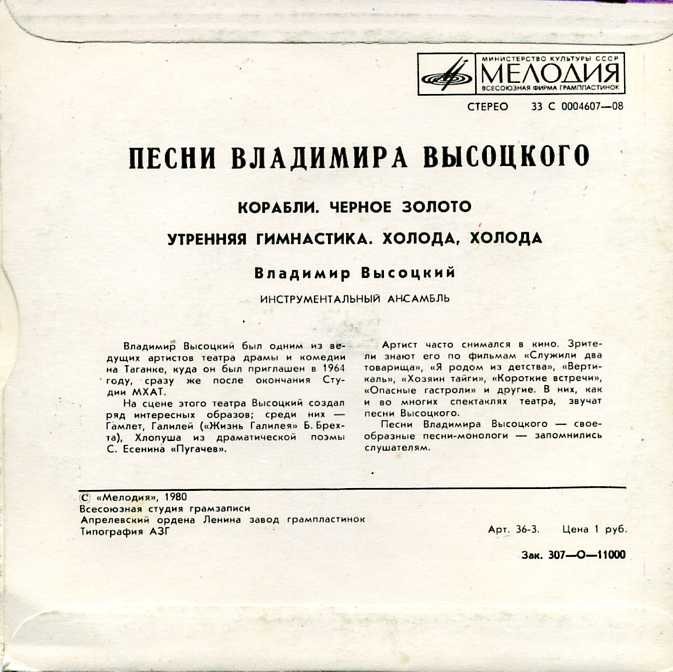 МИНИСТЕРСТВО КУЛЬТУРЫ СССР
МЕЛОДИЯ
ВСЕСОЮЗНАЯ ФИРМА ГРАМПЛАСТИНОК
СТЕРЕО 33 С 0004607—08
ПЕСНИ ВЛАДИМИРА ВЫСОЦКОГО
КОРАБЛИ. ЧЕРНОЕ ЗОЛОТО
УТРЕННЯЯ ГИМНАСТИКА. ХОЛОДА, ХОЛОДА
Владимир Высоцкий
ИНСТРУМЕНТАЛЬНЫЙ АНСАМБЛЬ
Владимир Высоцкий был одним из ве-
дущих артистов театра драмы и комедии
на Таганке, куда он был приглашен в 1964
году, сразу же после окончания Сту-
дии МХАТ.
На сцене этого театра Высоцкий создал
ряд интересных образов; среди них —
Гамлет, Галилей («Жизнь Галилея» Б. Брех-
та), Хлопуша из драматической поэмы
С. Есенина «Пугачев».
Артист часто снимался в кино. Зрите-
ли знают его по фильмам «Служили два
товарища», «Я родом из детства», «Верти-
каль», «Хозяин тайги», «Короткие встречи»,
«Опасные гастроли» и другие. В них, как
и во многих спектаклях театра, звучат
песни Высоцкого.
Песни Владимира Высоцкого — свое-
образные песни-монологи — запомнились
слушателям.
© «Мелодия», 1980
Всесоюзная студия грамзаписи
Апрелевский ордена Ленина завод грампластинок
Типография АЗГ
Арт. 36-3. Цена 1 руб.
Зак. 307—О—11000